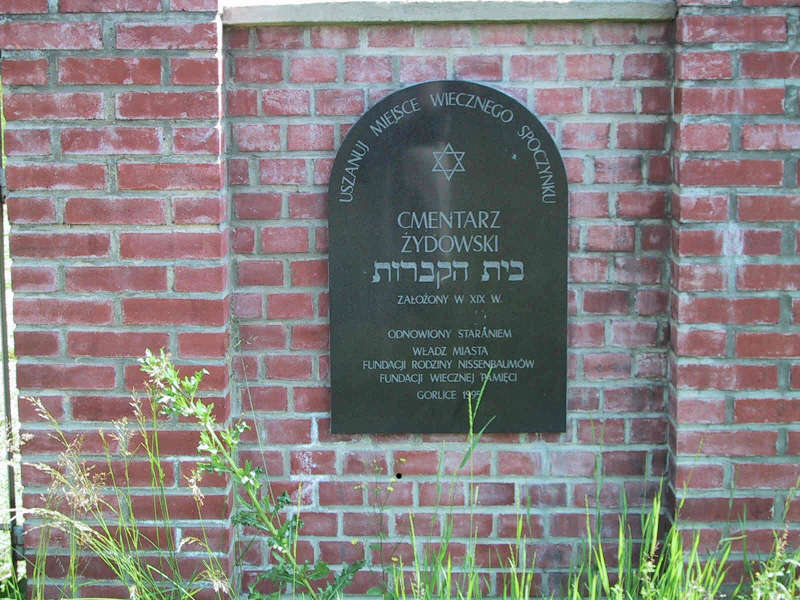 USZANUJ MIEJSCE WIECZNEGO SPOCZYNKU
CMENTARZ
ŻYDOWSKI
בית הקברות
ZAŁOŻONY W XIX W.
ODNOWIONY STARANIEM
WŁADZ MIASTA
FUNDACJI RODZINY NISSENBAUMÓW
FUNDACJI WIECZNEJ PAMIĘCI
GORLICE 1995